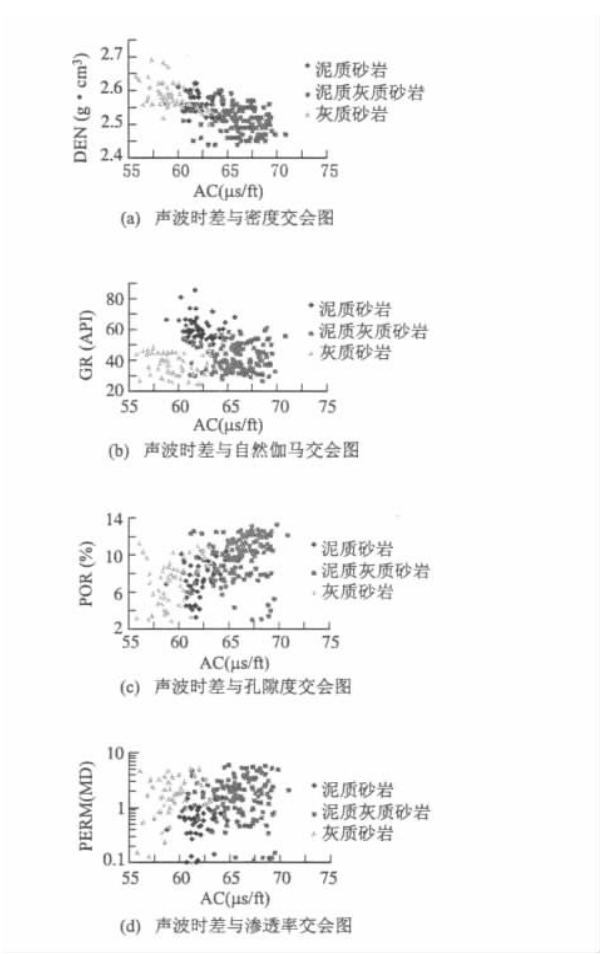 2.7
2.6
2.5
2.4
DEN (g·cm³)
55 60 65 70 75
AC(μs/ft)
泥质砂岩
泥质灰质砂岩
灰质砂岩
(a) 声波时差与密度交会图
80
60
40
20
GR (API)
55 60 65 70 75
AC(μs/ft)
泥质砂岩
泥质灰质砂岩
灰质砂岩
(b) 声波时差与自然伽马交会图
14
10
6
2
POR (%)
55 60 65 70 75
AC(μs/ft)
泥质砂岩
泥质灰质砂岩
灰质砂岩
(c) 声波时差与孔隙度交会图
10
1
0.1
PERM(MD)
55 60 65 70 75
AC(μs/ft)
泥质砂岩
泥质灰质砂岩
灰质砂岩
(d) 声波时差与渗透率交会图